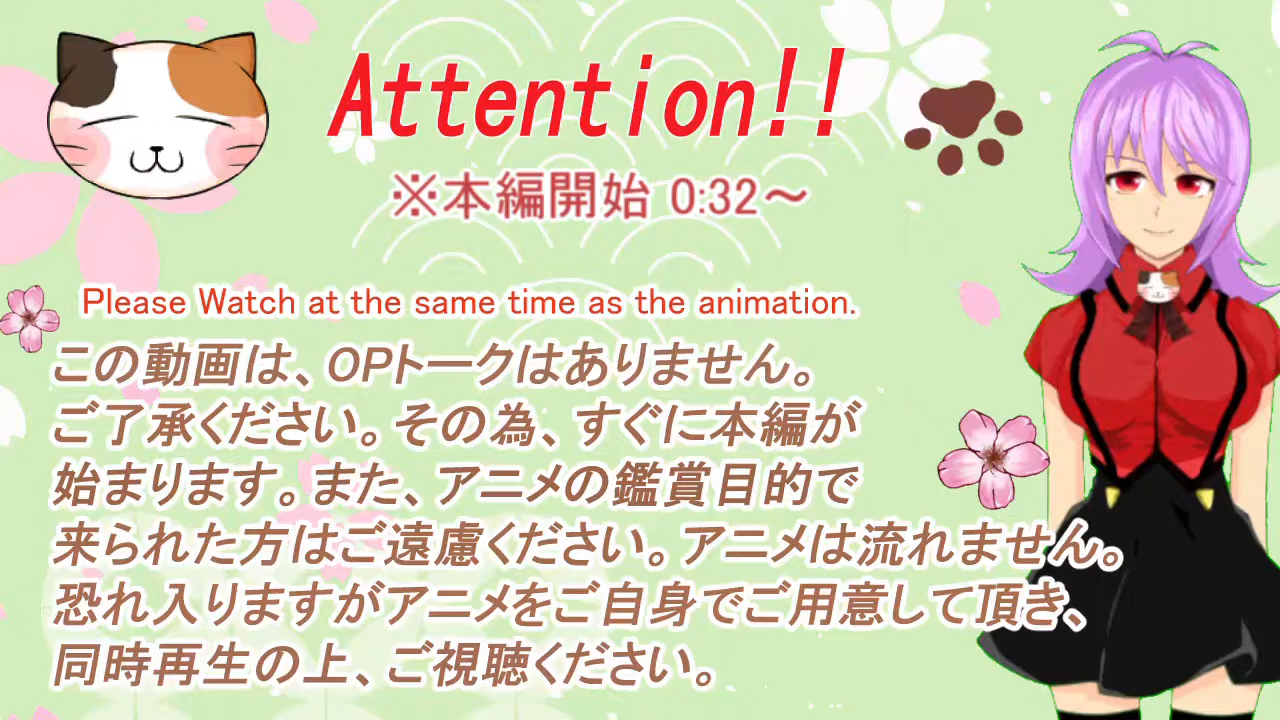 Attention!!
※本編開始 0:32～
Please Watch at the same time as the animation.
この動画は、OPトークはありません。
ご了承ください。その為、すぐに本編が
始まります。また、アニメの鑑賞目的で
来られた方はご遠慮ください。アニメは流れません。
恐れ入りますがアニメをご自身でご用意して頂き、
同時再生の上、ご視聴ください。